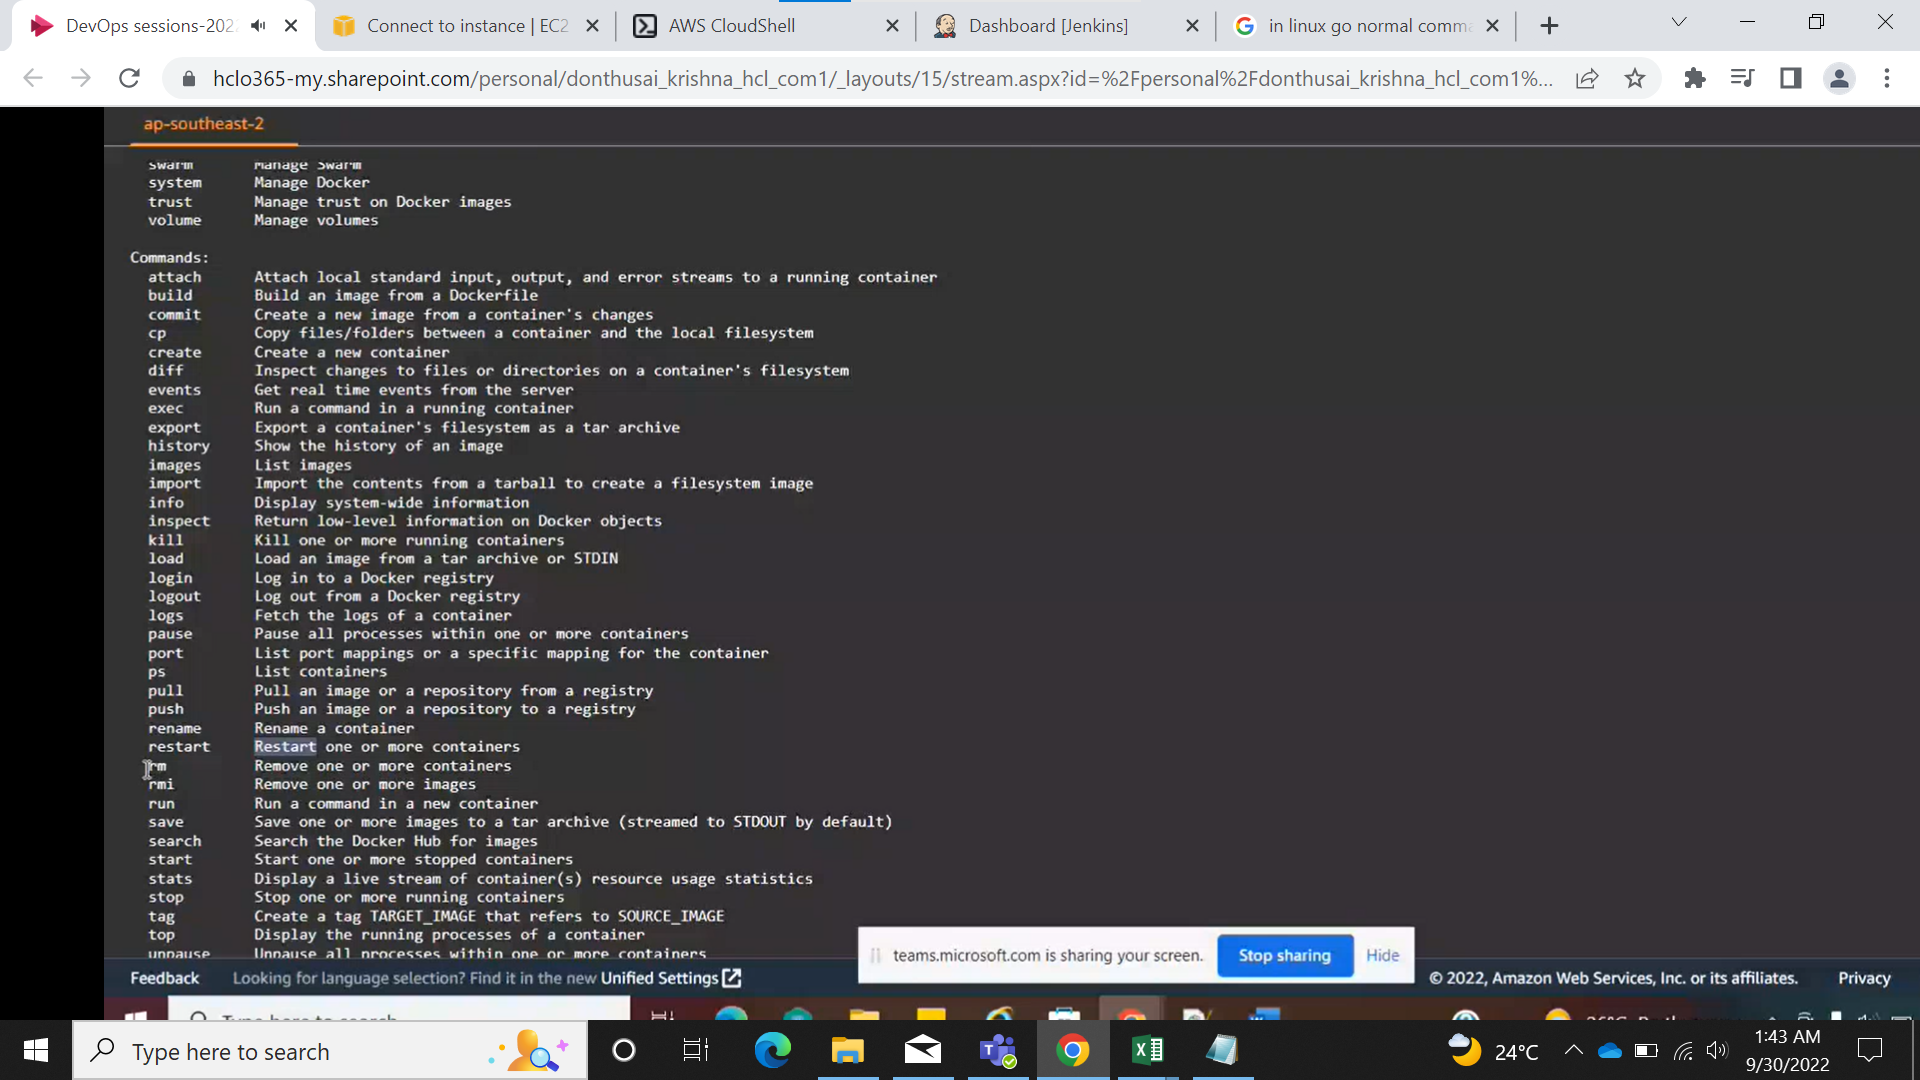 DevOps sessions-202
Connect to instance | EC2
AWS CloudShell
Dashboard [Jenkins]
in linux go normal comma
hclo365-my.sharepoint.com/personal/donthusai_krishna_hcl_com1/_layouts/15/stream.aspx?id=%2Fpersonal%2Fdonthusai_krishna_hcl_com1%...
ap-southeast-2
swarm Manage Swarm
system Manage Docker
trust Manage trust on Docker images
volume Manage volumes
Commands:
attach Attach local standard input, output, and error streams to a running container
build Build an image from a Dockerfile
commit Create a new image from a container's changes
cp Copy files/folders between a container and the local filesystem
create Create a new container
diff Inspect changes to files or directories on a container's filesystem
events Get real time events from the server
exec Run a command in a running container
export Export a container's filesystem as a tar archive
history Show the history of an image
images List images
import Import the contents from a tarball to create a filesystem image
info Display system-wide information
inspect Return low-level information on Docker objects
kill Kill one or more running containers
load Load an image from a tar archive or STDIN
login Log in to a Docker registry
logout Log out from a Docker registry
logs Fetch the logs of a container
pause Pause all processes within one or more containers
port List port mappings or a specific mapping for the container
ps List containers
pull Pull an image or a repository from a registry
push Push an image or a repository to a registry
rename Rename a container
restart Restart one or more containers
rm Remove one or more containers
rmi Remove one or more images
run Run a command in a new container
save Save one or more images to a tar archive (streamed to STDOUT by default)
search Search the Docker Hub for images
start Start one or more stopped containers
stats Display a live stream of container(s) resource usage statistics
stop Stop one or more running containers
tag Create a tag TARGET_IMAGE that refers to SOURCE_IMAGE
top Display the running processes of a container
unpause Unpause all processes within one or more containers
teams.microsoft.com is sharing your screen. Stop sharing Hide
Feedback Looking for language selection? Find it in the new Unified Settings © 2022, Amazon Web Services, Inc. or its affiliates. Privacy
Type here to search
Type here to search
24°C
1:43 AM
9/30/2022